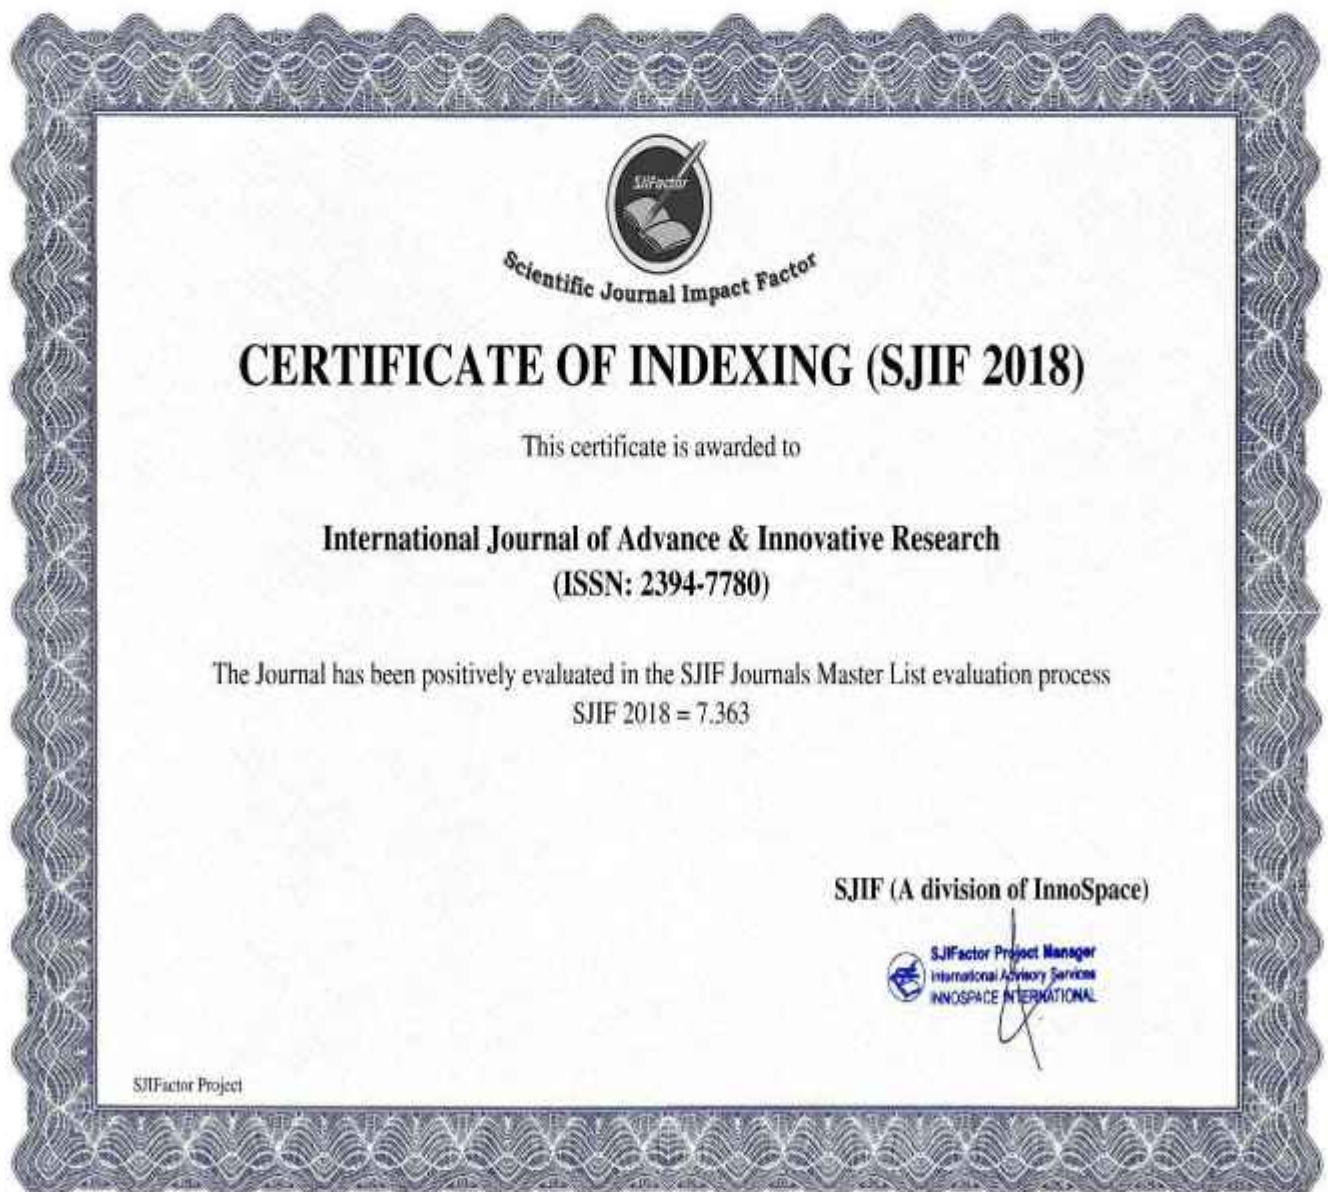 SJIFactor
Scientific Journal Impact Factor
CERTIFICATE OF INDEXING (SJIF 2018)
This certificate is awarded to
International Journal of Advance & Innovative Research
(ISSN: 2394-7780)
The Journal has been positively evaluated in the SJIF Journals Master List evaluation process
SJIF 2018 = 7.363
SJIF (A division of InnoSpace)
SJIFactor Project Manager
International Advisory Services
INNOSPACE INTERNATIONAL
SJIFactor Project